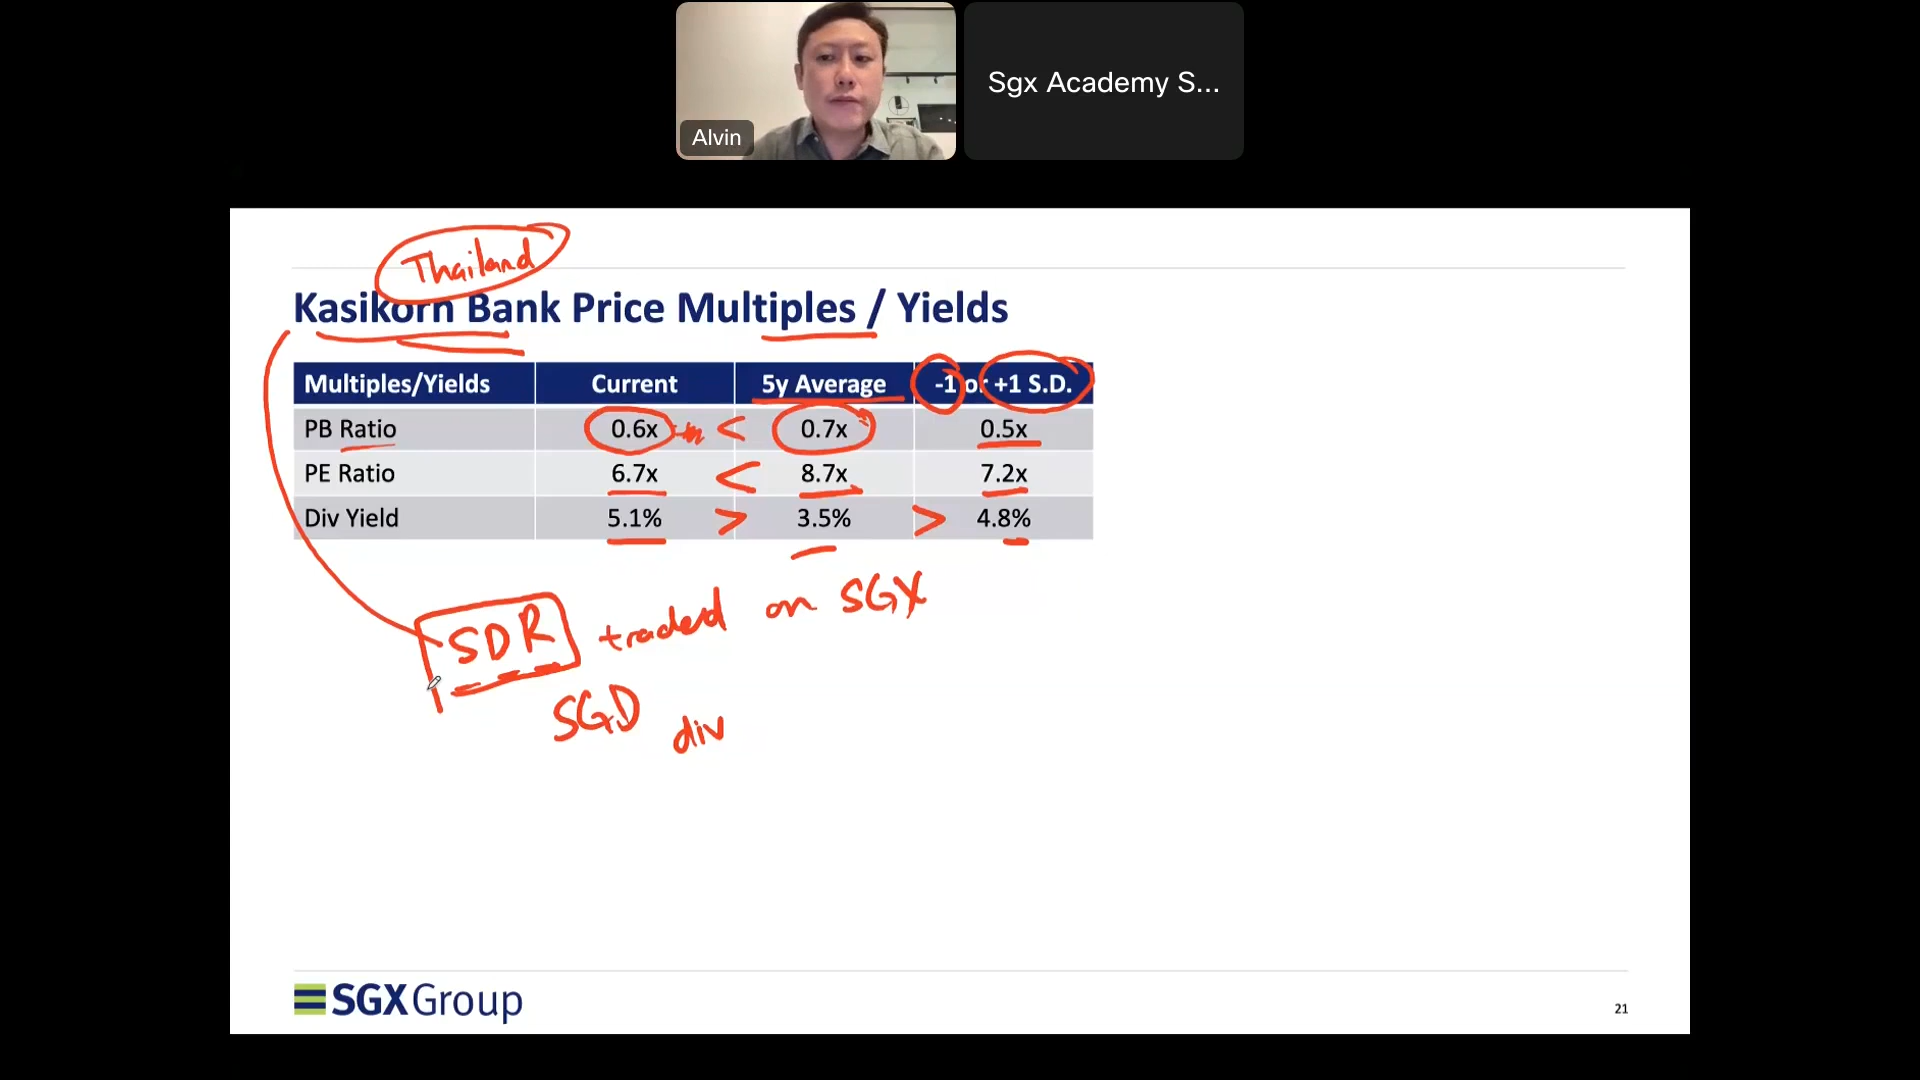 Alvin
Sgx Academy S...
Thailand
Kasikorn Bank Price Multiples / Yields
Multiples/Yields Current 5y Average -1 or +1 S.D.
PB Ratio 0.6x < 0.7x 0.5x
PE Ratio 6.7x < 8.7x 7.2x
Div Yield 5.1% > 3.5% > 4.8%
SDR traded on SGX
SGD div
SGX Group
21